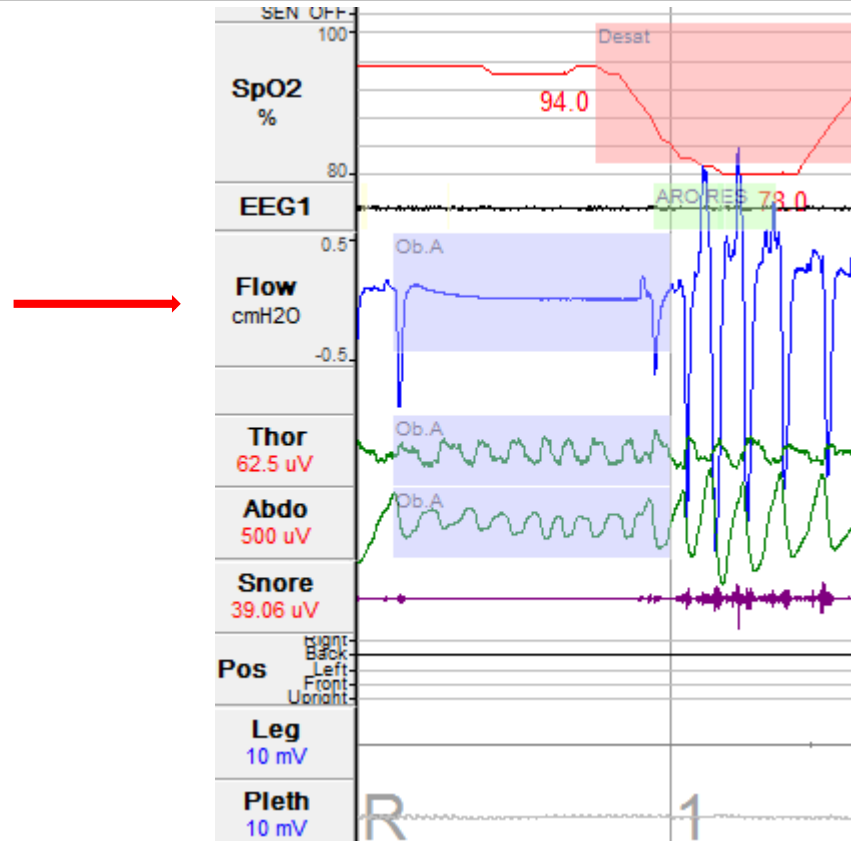 SEN OFF
100
Desat
SpO2
%
94.0
80
ARO RES
78.0
EEG1
0.5
Ob.A
Flow
cmH2O
-0.5
Ob.A
Thor
62.5 uV
Ob.A
Abdo
500 uV
Snore
39.06 uV
Right
Back
Pos
Left
Front
Upright
Leg
10 mV
Pleth
10 mV
R
1